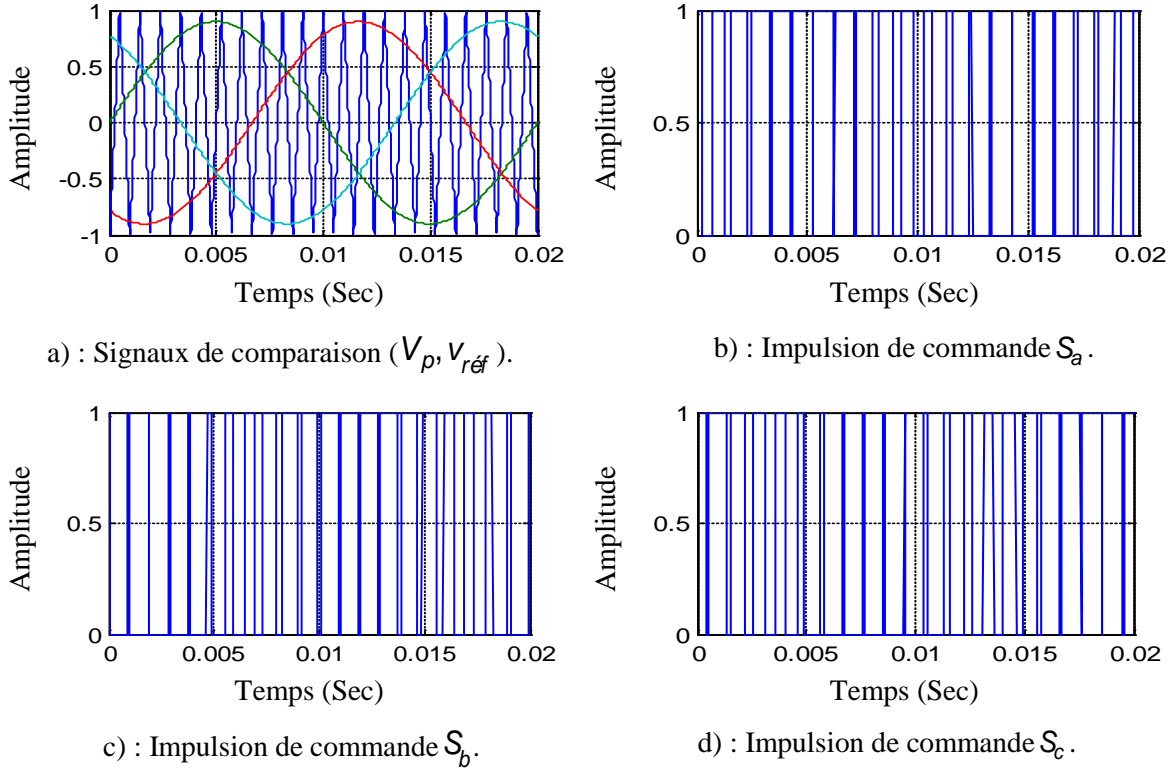 1
0.5
0
-0.5
-1
0 0.005 0.01 0.015 0.02
Amplitude
Temps (Sec)
a) : Signaux de comparaison (Vp, vréf ).
1
0.5
0
0 0.005 0.01 0.015 0.02
Amplitude
Temps (Sec)
b) : Impulsion de commande Sa.
1
0.5
0
0 0.005 0.01 0.015 0.02
Amplitude
Temps (Sec)
c) : Impulsion de commande Sb.
1
0.5
0
0 0.005 0.01 0.015 0.02
Amplitude
Temps (Sec)
d) : Impulsion de commande Sc.